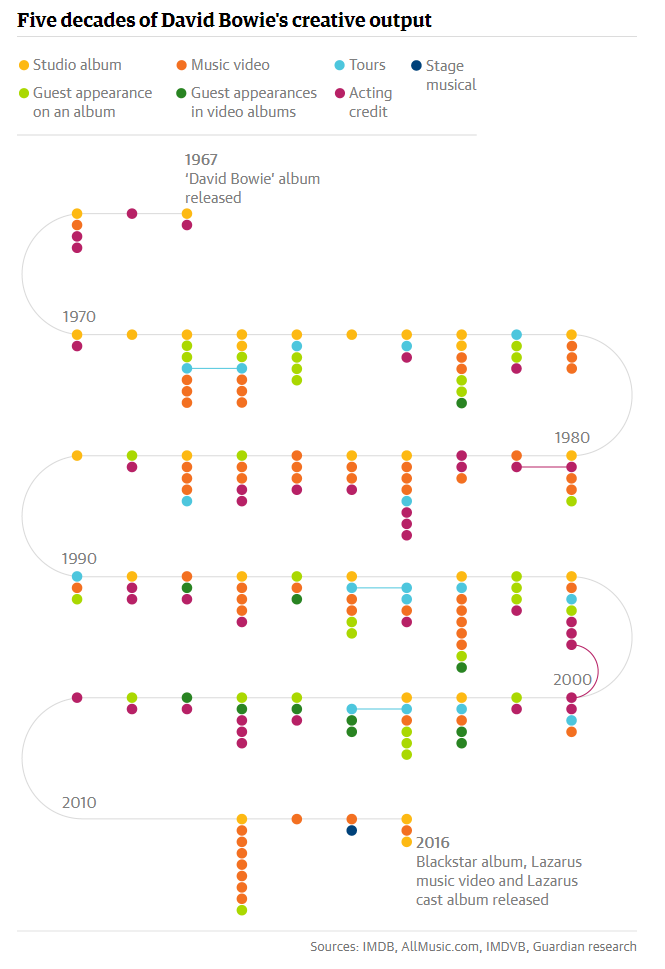 Five decades of David Bowie's creative output
Studio album
Music video
Tours
Stage
musical
Guest appearance
on an album
Guest appearances
in video albums
Acting
credit
1967
‘David Bowie’ album
released
1970
1980
1990
2000
2010
2016
Blackstar album, Lazarus
music video and Lazarus
cast album released
Sources: IMDB, AllMusic.com, IMDVB, Guardian research